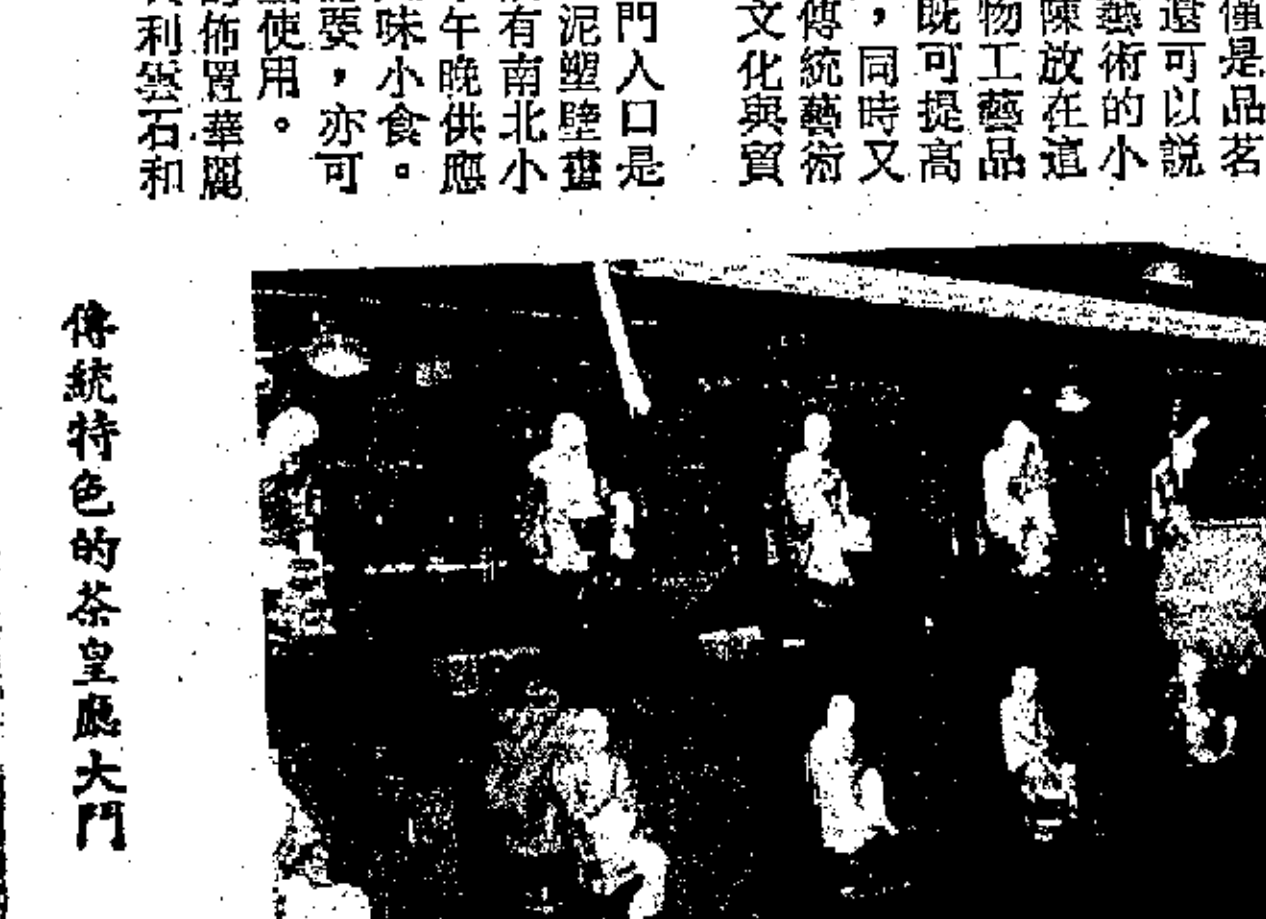 僅是品茗
還可以説
藝術的小
陳放在這
物工藝品
既可提高
，同時又
傳統藝術
文化與貿
門入口是
泥塑壁畫
有南北小
午晚供應
味小食。
要，亦可
使用。
佈置華麗
利雲石和
傳統特色的茶皇廳大門